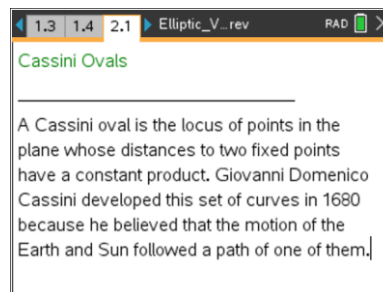 1.3 1.4 2.1 Elliptic_V...rev RAD
Cassini Ovals
A Cassini oval is the locus of points in the
plane whose distances to two fixed points
have a constant product. Giovanni Domenico
Cassini developed this set of curves in 1680
because he believed that the motion of the
Earth and Sun followed a path of one of them.